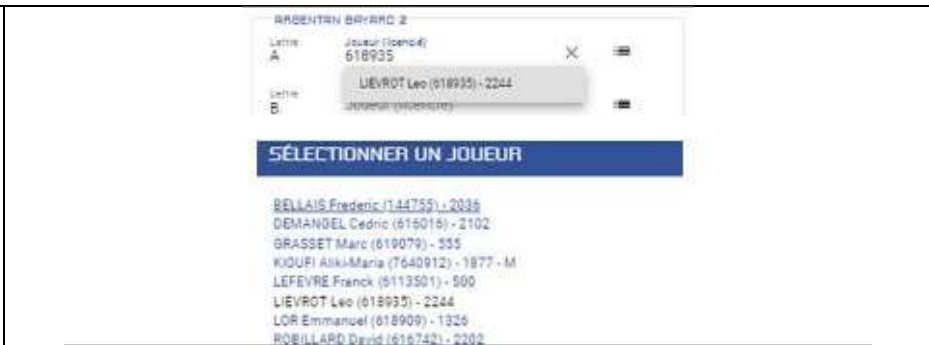 ARGENTAN BAYARD 2
Lettre Joueur (licencié)
A 618935
LIEVROT Leo (618935) - 2244
Lettre
B Joueur (licencié)
SÉLECTIONNER UN JOUEUR
BELLAIS Frederic (144755) - 2036
DEMANGEL Cedric (616016) - 2102
GRASSET Marc (619079) - 555
KIOUFI Aliki-Maria (7640912) - 1877 - M
LEFEVRE Franck (6113501) - 500
LIEVROT Leo (618935) - 2244
LOR Emmanuel (618909) - 1326
ROBILLARD David (616742) - 2202